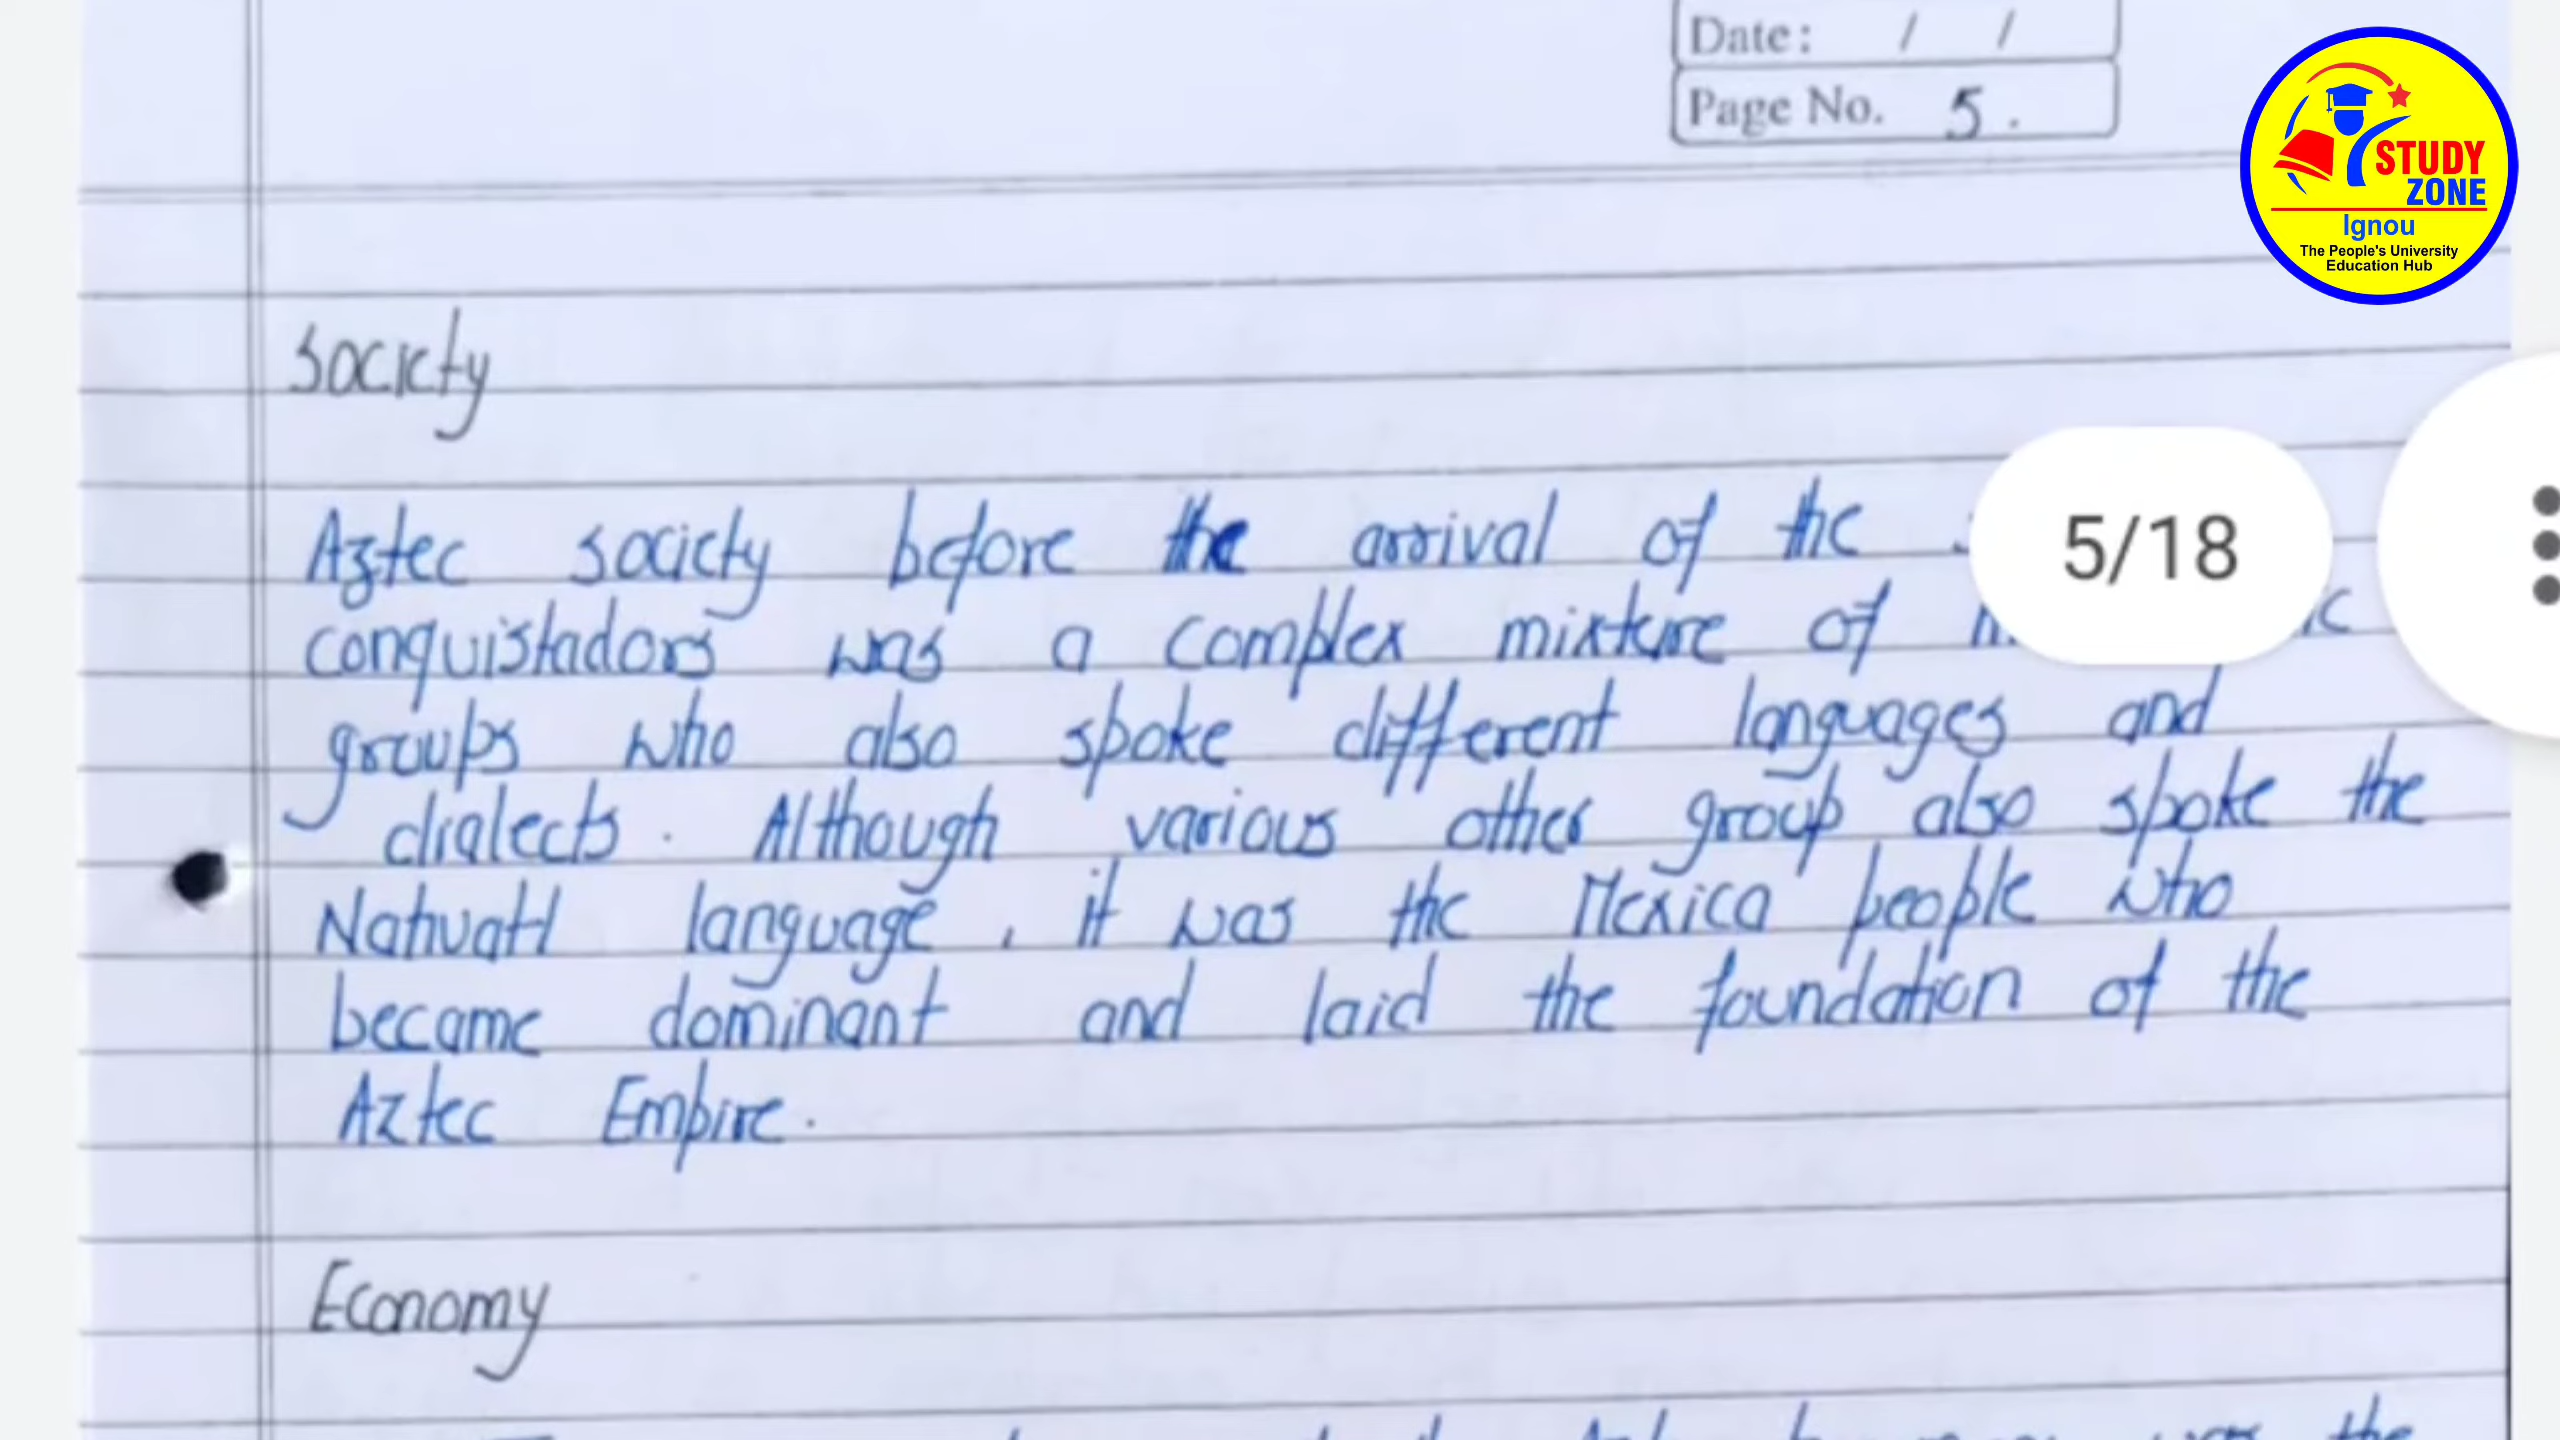 Date: / /
Page No. 5.
STUDY
ZONE
Ignou
The People's University
Education Hub
Society
5/18
Aztec society before the arrival of the
conquistadors was a complex mixture of
groups who also spoke different languages and
dialects. Although various other group also spoke the
Nahuatl language, it was the Mexica people who
became dominant and laid the foundation of the
Aztec Empire.
Economy
the